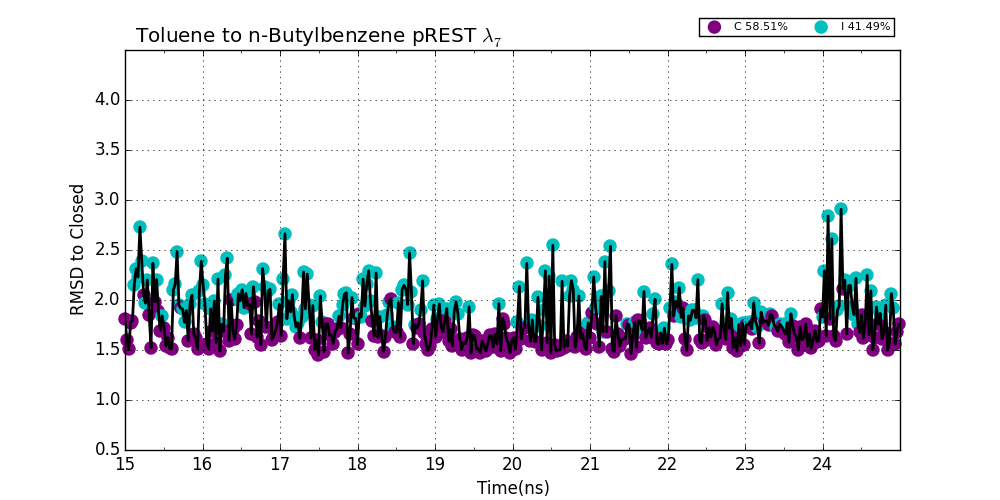 Toluene to n-Butylbenzene pREST λ₇
C 58.51% I 41.49%
4.0
3.5
3.0
2.5
2.0
1.5
1.0
0.5
RMSD to Closed
15 16 17 18 19 20 21 22 23 24
Time(ns)